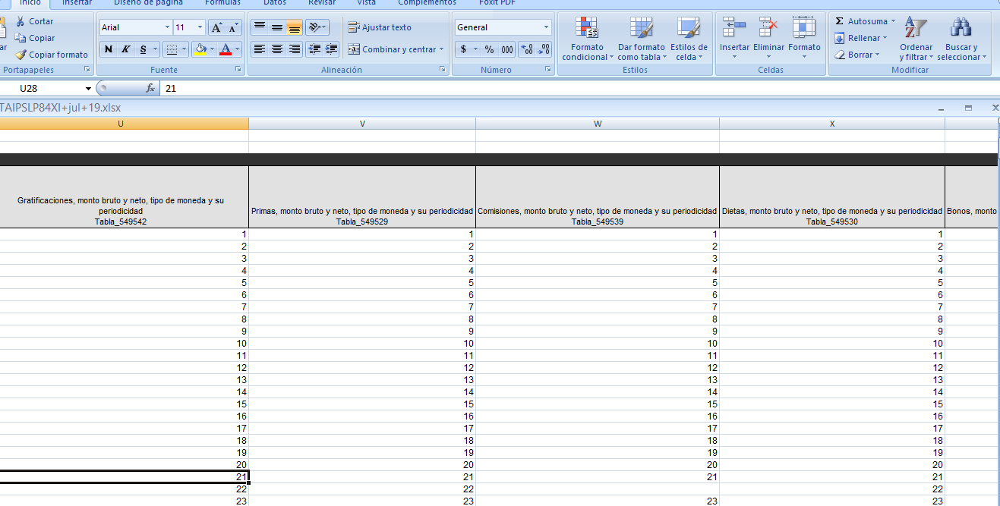 Inicio Insertar Diseño de página Fórmulas Datos Revisar Vista Complementos Foxit PDF
Cortar
Copiar
Copiar formato
Portapapeles
Arial 11
N K S
Fuente
Ajustar texto
Combinar y centrar
Alineación
General
$ % 000
Número
Formato condicional
Dar formato como tabla
Estilos de celda
Estilos
Insertar Eliminar Formato
Celdas
Σ Autosuma
Rellenar
Borrar
Ordenar y filtrar
Buscar y seleccionar
Modificar
U28 fx 21
TAIPSLP84XI+jul+19.xlsx
U V W X
Gratificaciones, monto bruto y neto, tipo de moneda y su
periodicidad
Tabla_549542
Primas, monto bruto y neto, tipo de moneda y su periodicidad
Tabla_549529
Comisiones, monto bruto y neto, tipo de moneda y su periodicidad
Tabla_549539
Dietas, monto bruto y neto, tipo de moneda y su periodicidad
Tabla_549530
Bonos, monto
1 1 1 1
2 2 2 2
3 3 3 3
4 4 4 4
5 5 5 5
6 6 6 6
7 7 7 7
8 8 8 8
9 9 9 9
10 10 10 10
11 11 11 11
12 12 12 12
13 13 13 13
14 14 14 14
15 15 15 15
16 16 16 16
17 17 17 17
18 18 18 18
19 19 19 19
20 20 20 20
21 21 21 21
22 22 22
23 23 23 23